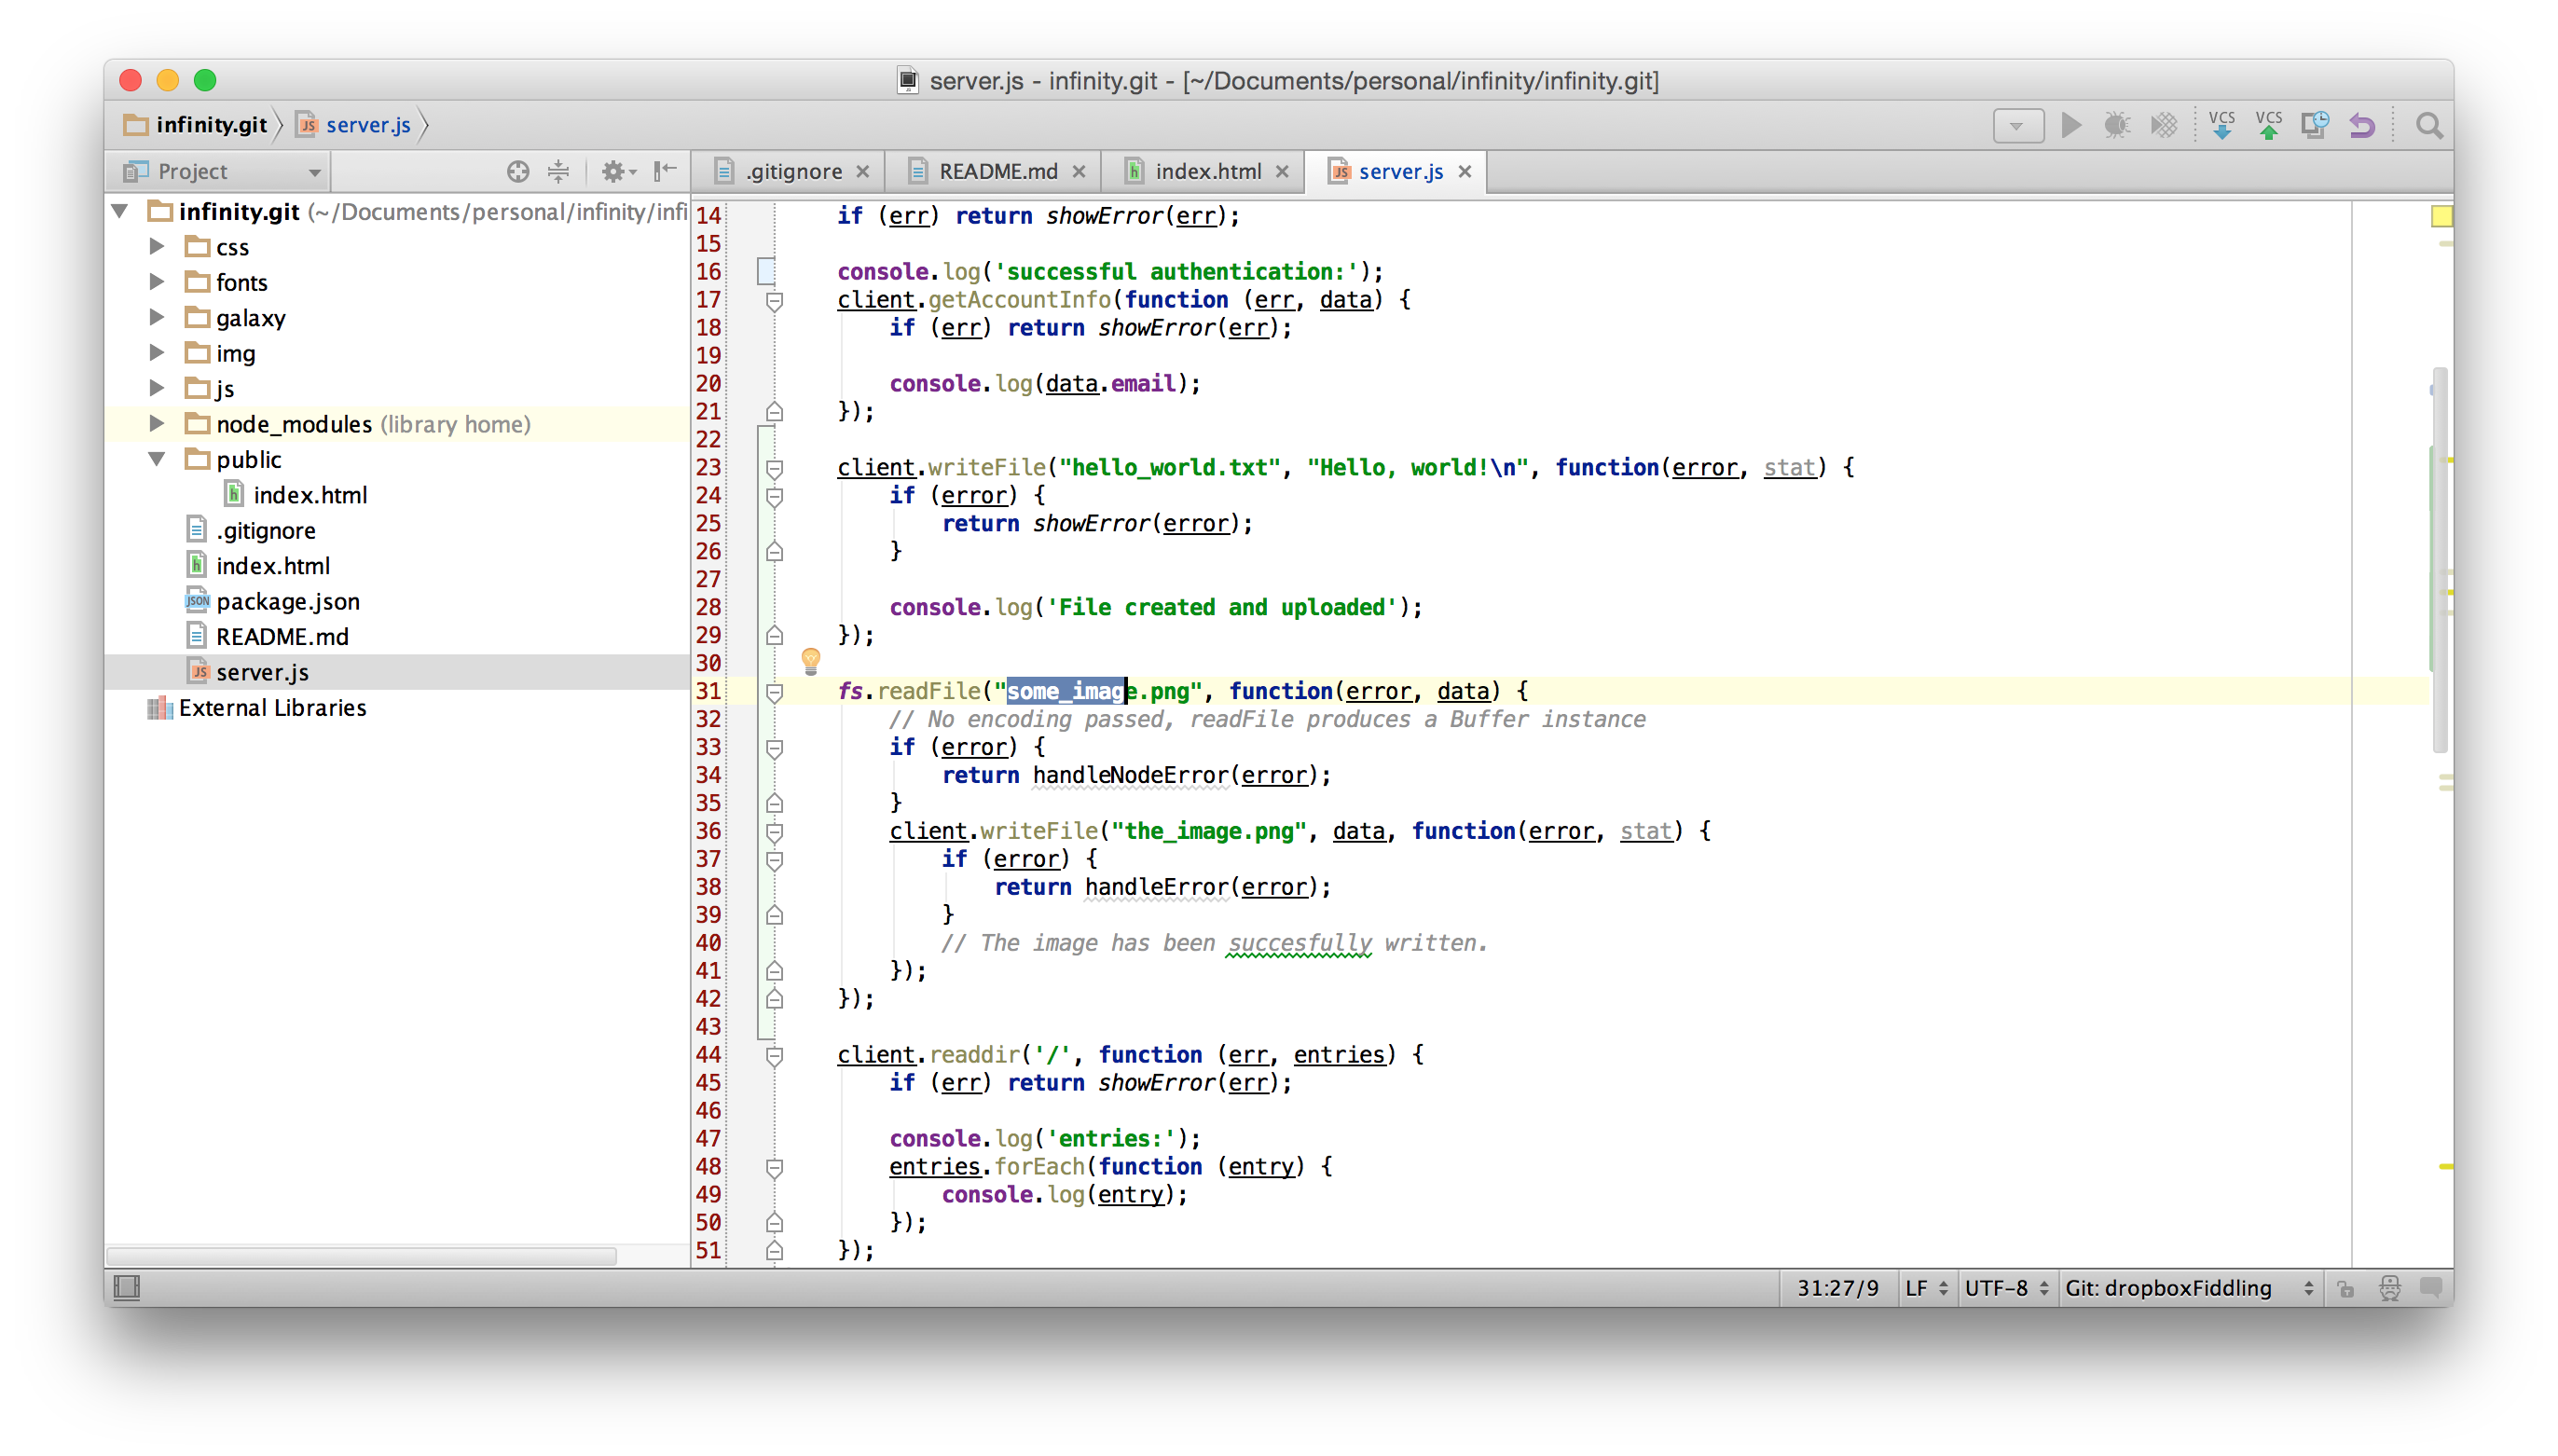 server.js - infinity.git - [~/Documents/personal/infinity/infinity.git]
infinity.git server.js
VCS VCS
Project
.gitignore README.md index.html server.js
infinity.git (~/Documents/personal/infinity/infi
css
fonts
galaxy
img
js
node_modules (library home)
public
index.html
.gitignore
index.html
package.json
README.md
server.js
External Libraries
14 if (err) return showError(err);
15
16 console.log('successful authentication:');
17 client.getAccountInfo(function (err, data) {
18 if (err) return showError(err);
19
20 console.log(data.email);
21 });
22
23 client.writeFile("hello_world.txt", "Hello, world!\n", function(error, stat) {
24 if (error) {
25 return showError(error);
26 }
27
28 console.log('File created and uploaded');
29 });
30
31 fs.readFile("some_image.png", function(error, data) {
32 // No encoding passed, readFile produces a Buffer instance
33 if (error) {
34 return handleNodeError(error);
35 }
36 client.writeFile("the_image.png", data, function(error, stat) {
37 if (error) {
38 return handleError(error);
39 }
40 // The image has been succesfully written.
41 });
42 });
43
44 client.readdir('/', function (err, entries) {
45 if (err) return showError(err);
46
47 console.log('entries:');
48 entries.forEach(function (entry) {
49 console.log(entry);
50 });
51 });
31:27/9 LF UTF-8 Git: dropboxFiddling